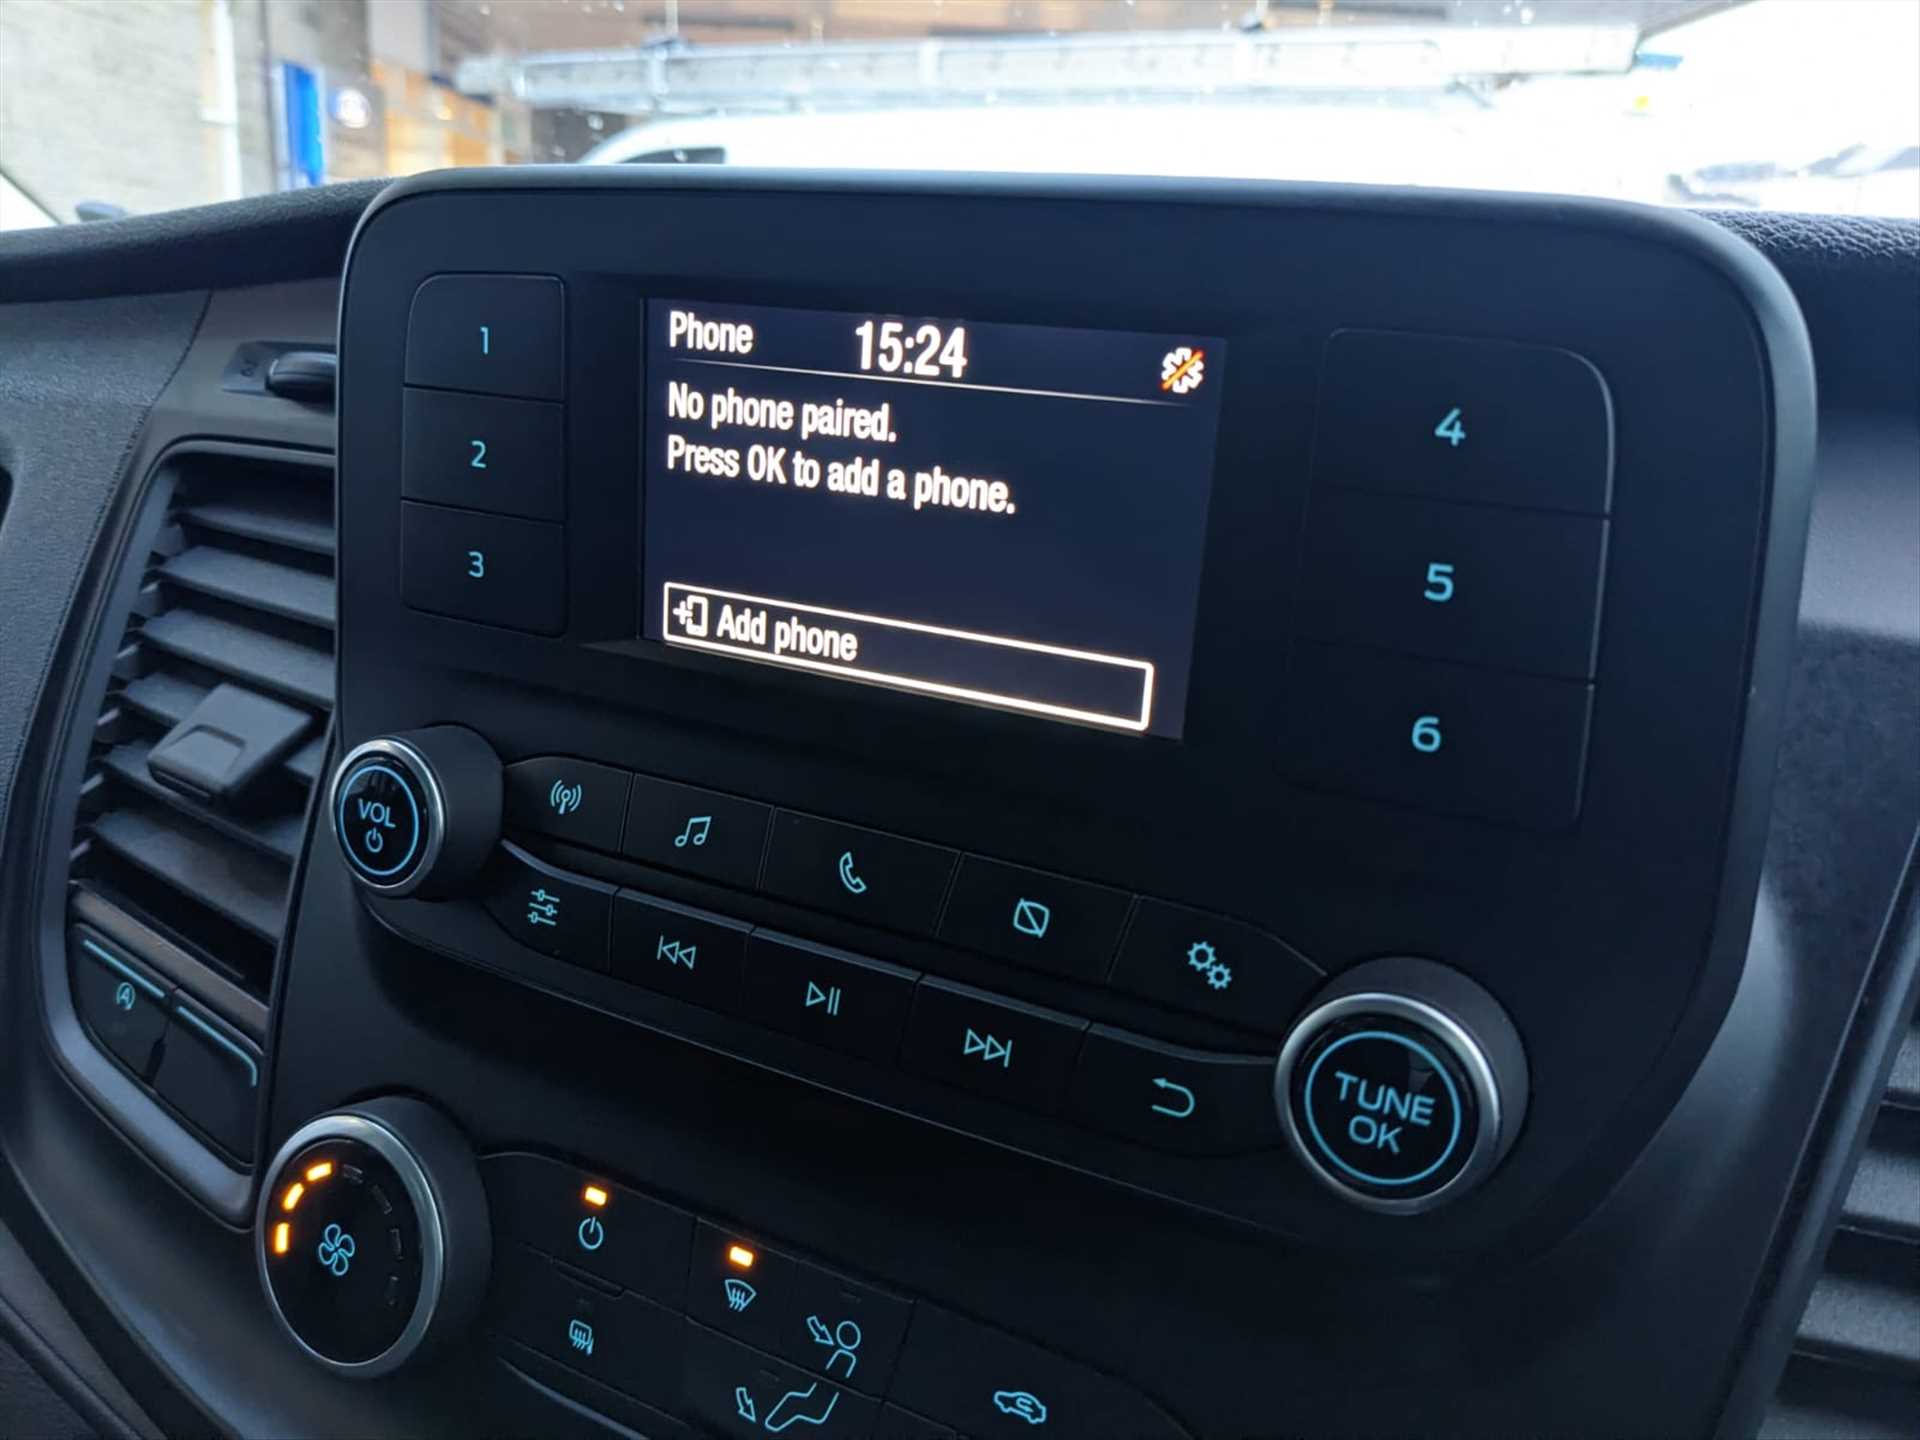 Phone 15:24
No phone paired.
Press OK to add a phone.
Add phone
1
2
3
4
5
6
VOL
TUNE
OK
A